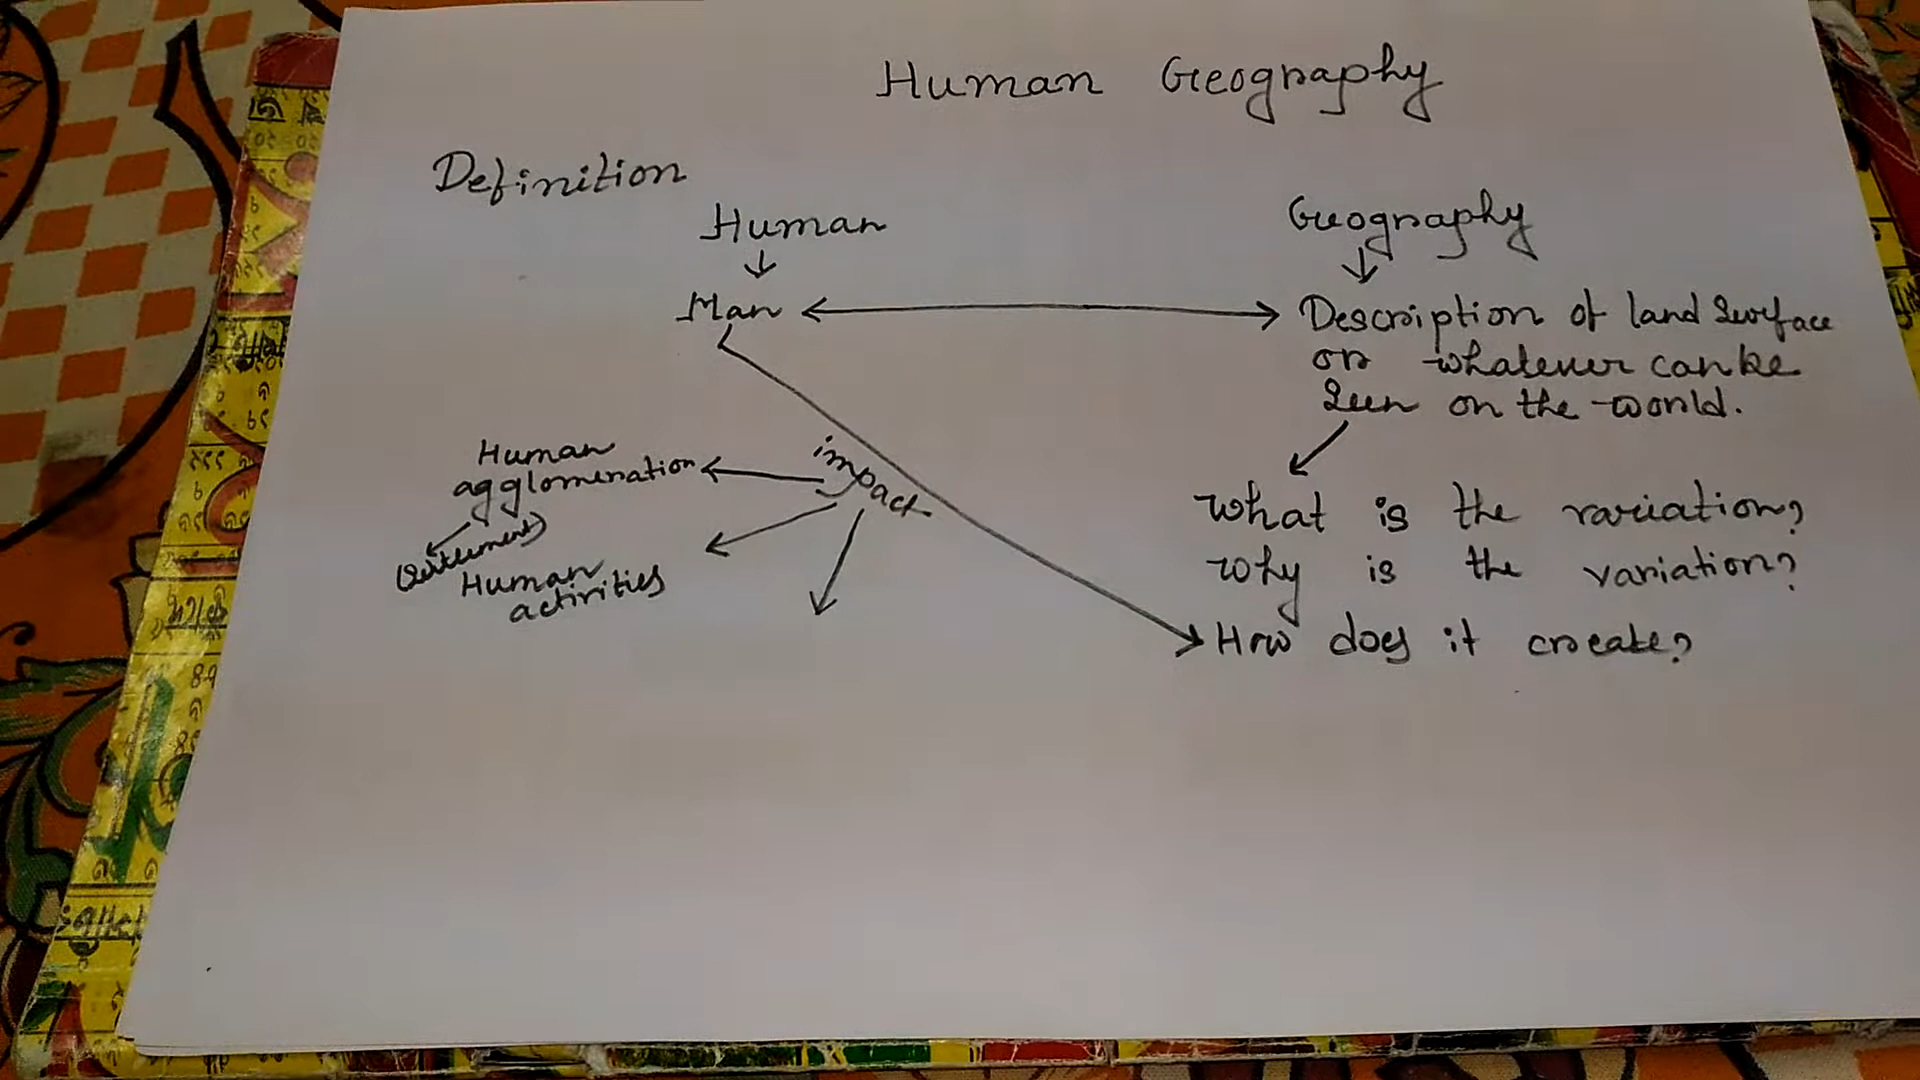 Human Geography
Definition
Human
Geography
Man
Description of land surface
or whatever can be
seen on the world.
impact
Human
agglomeration
(settlement)
Human
activities
What is the variation?
Why is the variation?
How does it create?